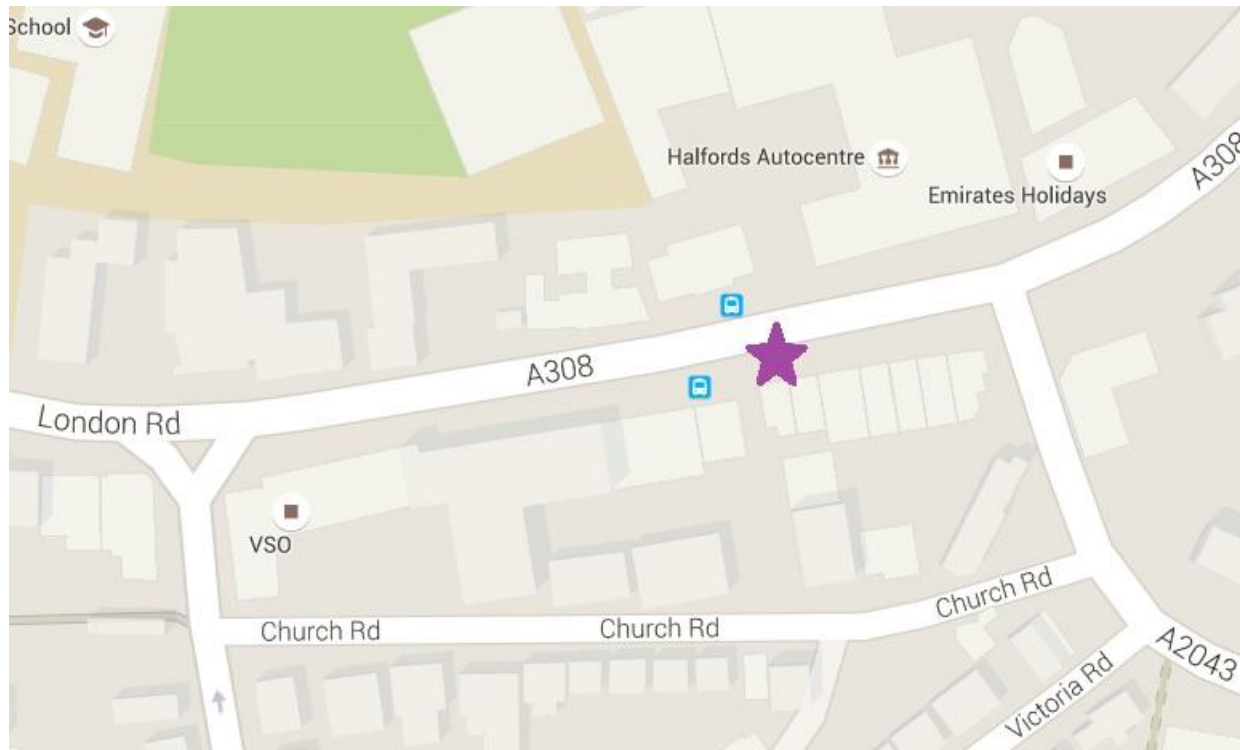 School
Halfords Autocentre
Emirates Holidays
A308
A308
London Rd
VSO
Church Rd
Church Rd
Church Rd
A2043
Victoria Rd